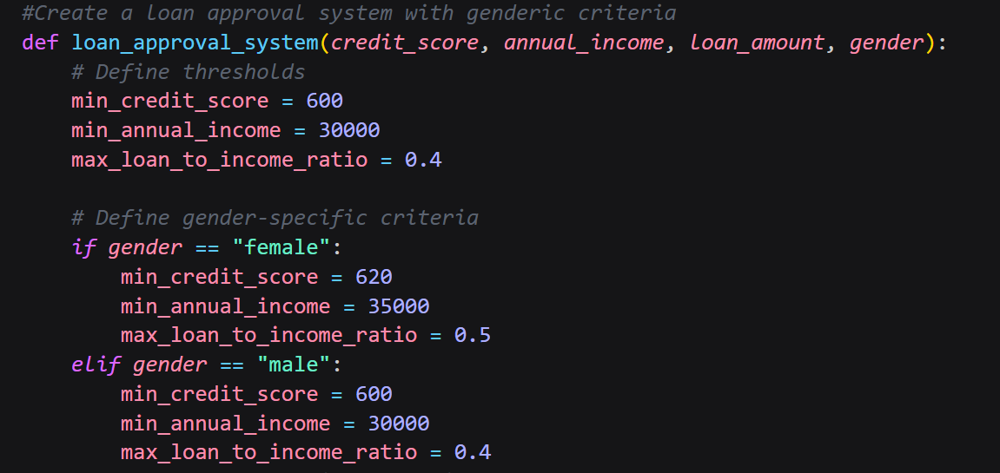 #Create a loan approval system with genderic criteria
def loan_approval_system(credit_score, annual_income, loan_amount, gender):
    # Define thresholds
    min_credit_score = 600
    min_annual_income = 30000
    max_loan_to_income_ratio = 0.4

    # Define gender-specific criteria
    if gender == "female":
        min_credit_score = 620
        min_annual_income = 35000
        max_loan_to_income_ratio = 0.5
    elif gender == "male":
        min_credit_score = 600
        min_annual_income = 30000
        max_loan_to_income_ratio = 0.4